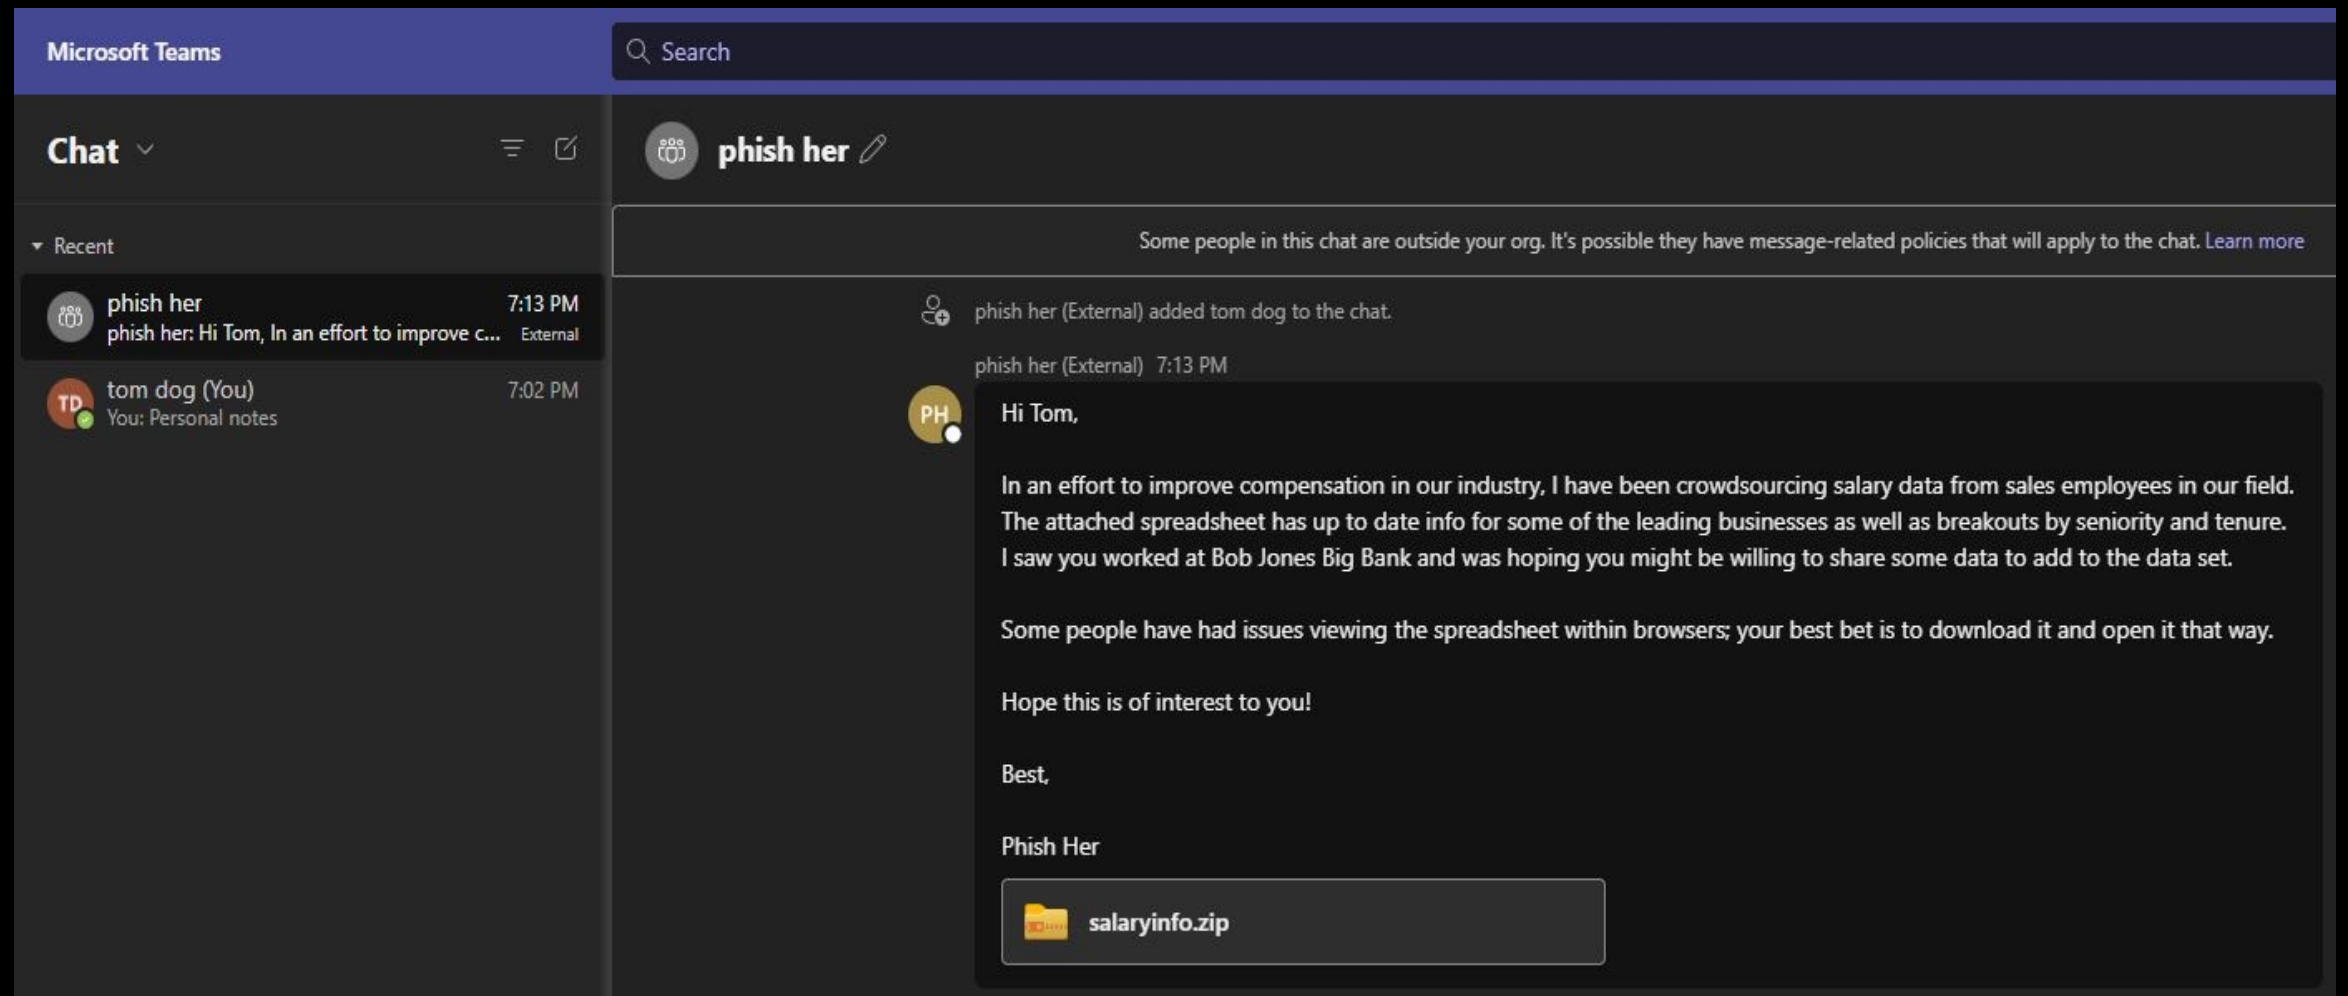 Microsoft Teams
Search
Chat
phish her
Some people in this chat are outside your org. It's possible they have message-related policies that will apply to the chat. Learn more
Recent
phish her 7:13 PM
phish her: Hi Tom, In an effort to improve c... External
TD
tom dog (You) 7:02 PM
You: Personal notes
phish her (External) added tom dog to the chat.
phish her (External) 7:13 PM
PH
Hi Tom,
In an effort to improve compensation in our industry, I have been crowdsourcing salary data from sales employees in our field.
The attached spreadsheet has up to date info for some of the leading businesses as well as breakouts by seniority and tenure.
I saw you worked at Bob Jones Big Bank and was hoping you might be willing to share some data to add to the data set.
Some people have had issues viewing the spreadsheet within browsers; your best bet is to download it and open it that way.
Hope this is of interest to you!
Best,
Phish Her
salaryinfo.zip